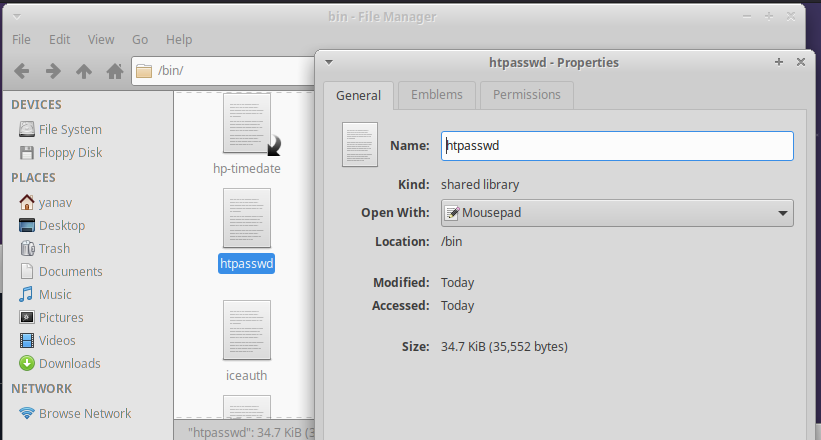 bin - File Manager
File Edit View Go Help
/bin/
DEVICES
File System
Floppy Disk
PLACES
yanav
Desktop
Trash
Documents
Music
Pictures
Videos
Downloads
NETWORK
Browse Network
hp-timedate
htpasswd
iceauth
"htpasswd": 34.7 KiB (3
htpasswd - Properties
General Emblems Permissions
Name: htpasswd
Kind: shared library
Open With: Mousepad
Location: /bin
Modified: Today
Accessed: Today
Size: 34.7 KiB (35,552 bytes)